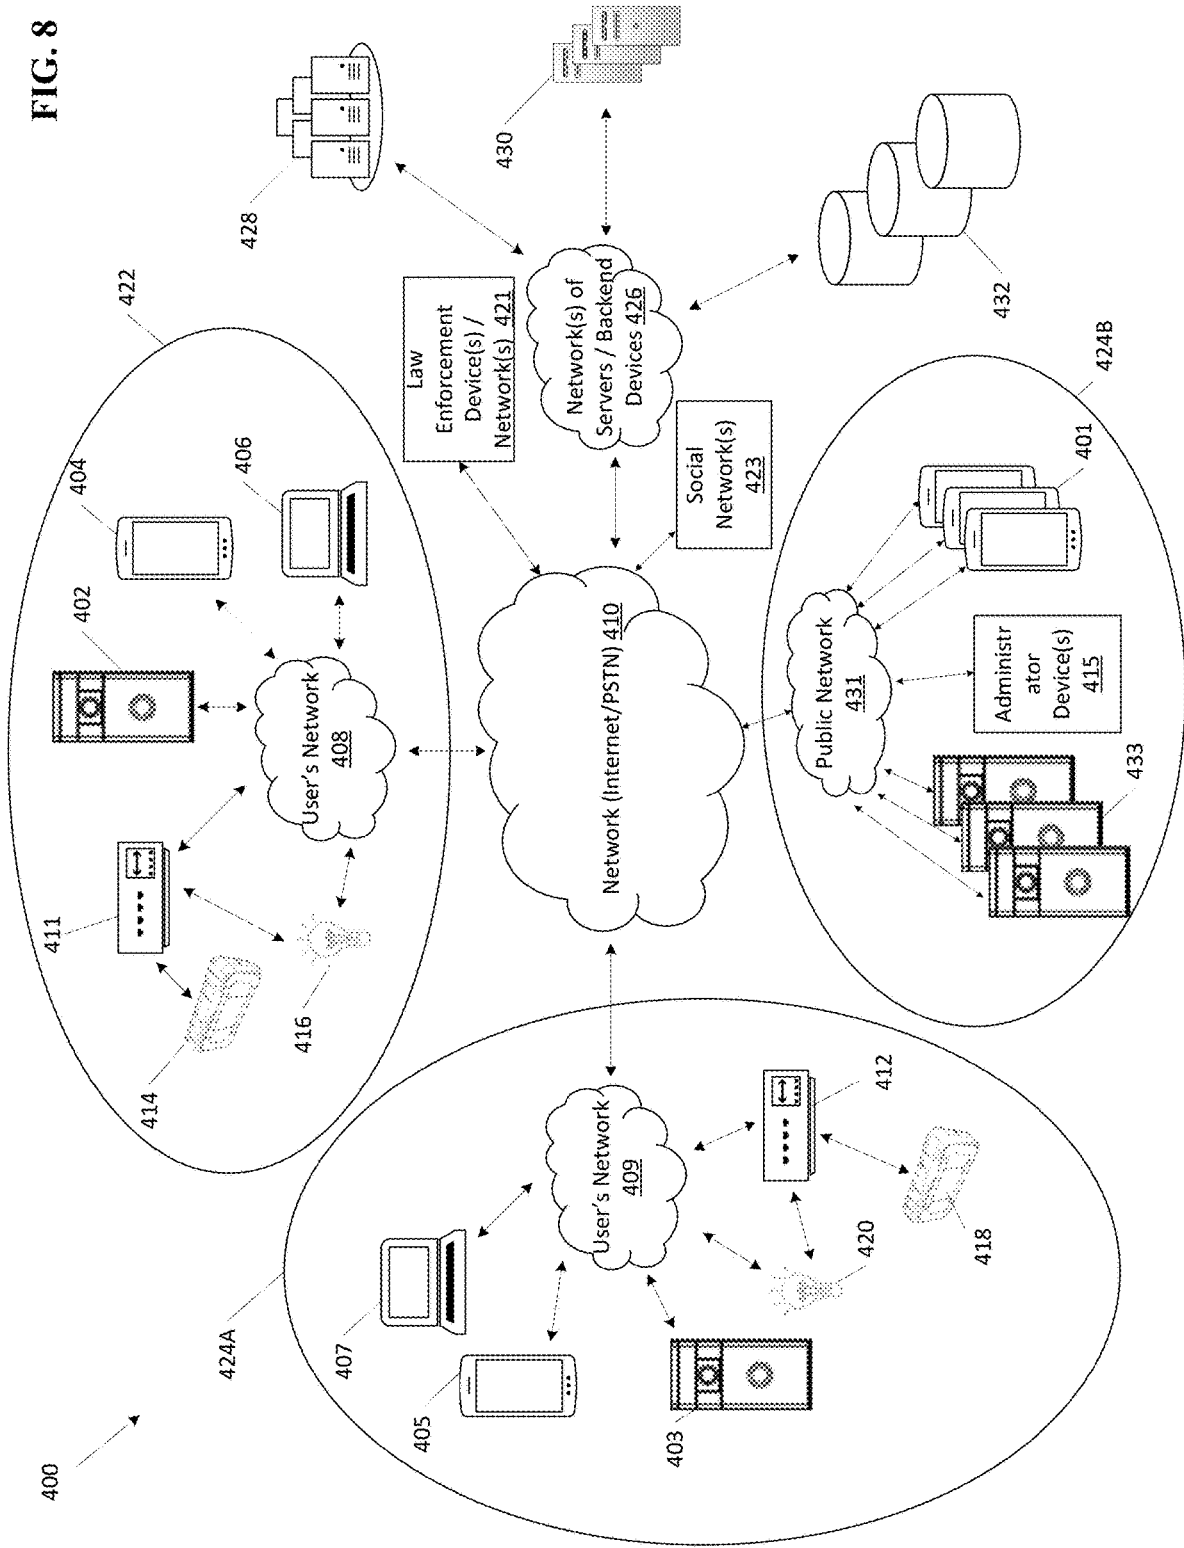 FIG. 8
400
422
402
404
406
411
414
416
User's Network
408
428
430
432
Law
Enforcement
Device(s) /
Network(s) 421
Network(s) of
Servers / Backend
Devices 426
Social
Network(s)
423
Network (Internet/PSTN) 410
424A
407
405
403
User's Network
409
412
420
418
424B
Public Network
431
401
Administr
ator
Device(s)
415
433